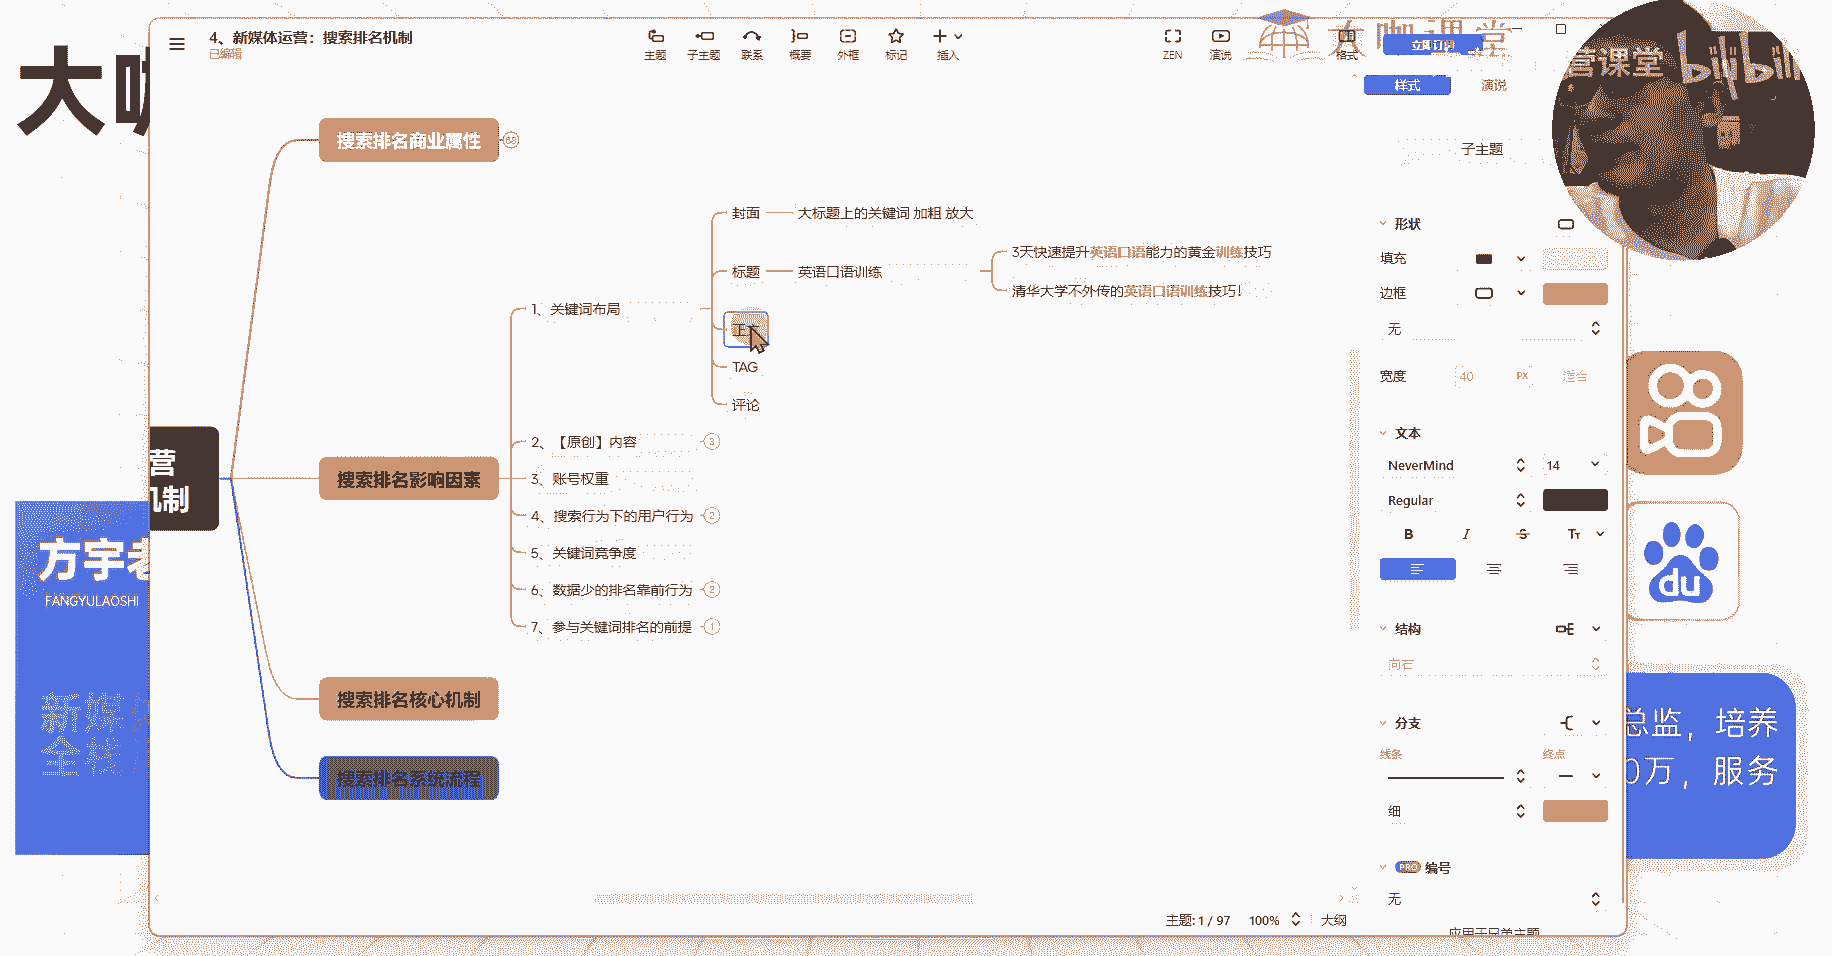 4、新媒体运营：搜索排名机制
已编辑
主题
子主题
联系
概要
外框
标记
插入
ZEN
演说
格式
大咖课堂
营课堂 bilibili
样式
演说
子主题
大
搜索排名商业属性
68
封面
大标题上的关键词 加粗 放大
标题
英语口语训练
3天快速提升英语口语能力的黄金训练技巧
清华大学不外传的英语口语训练技巧！
1、关键词布局
TAG
评论
2、【原创】内容
3
搜索排名影响因素
3、账号权重
4、搜索行为下的用户行为
2
5、关键词竞争度
6、数据少的排名靠前行为
2
7、参与关键词排名的前提
1
营
机制
搜索排名核心机制
搜索排名系统流程
形状
填充
边框
无
宽度
40
PX
适合
文本
NeverMind
14
Regular
B
I
S
TT
结构
向右
分支
线条
终点
细
PRO 编号
无
应用于兄弟主题
主题: 1 / 97
100%
大纲
方宇老
FANGYULAOSHI
新媒
全栈
du
总监，培养
0万，服务